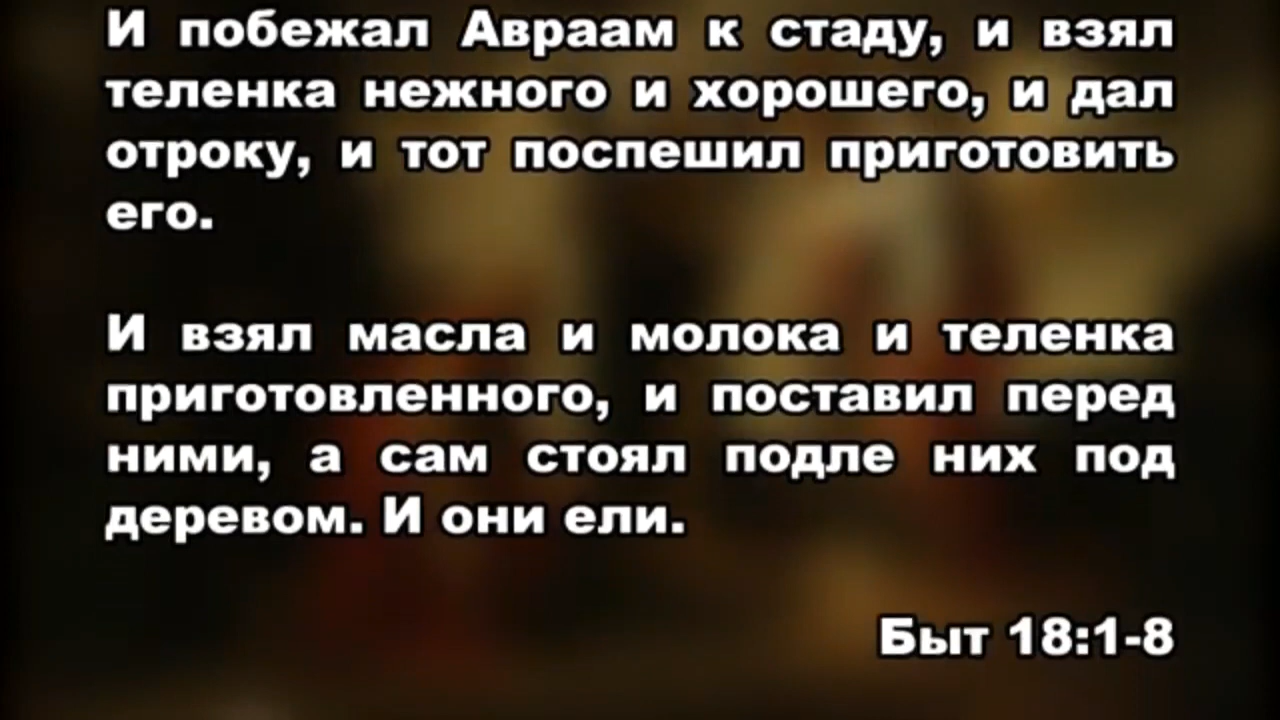 И побежал Авраам к стаду, и взял
теленка нежного и хорошего, и дал
отроку, и тот поспешил приготовить
его.
И взял масла и молока и теленка
приготовленного, и поставил перед
ними, а сам стоял подле них под
деревом. И они ели.
Быт 18:1-8